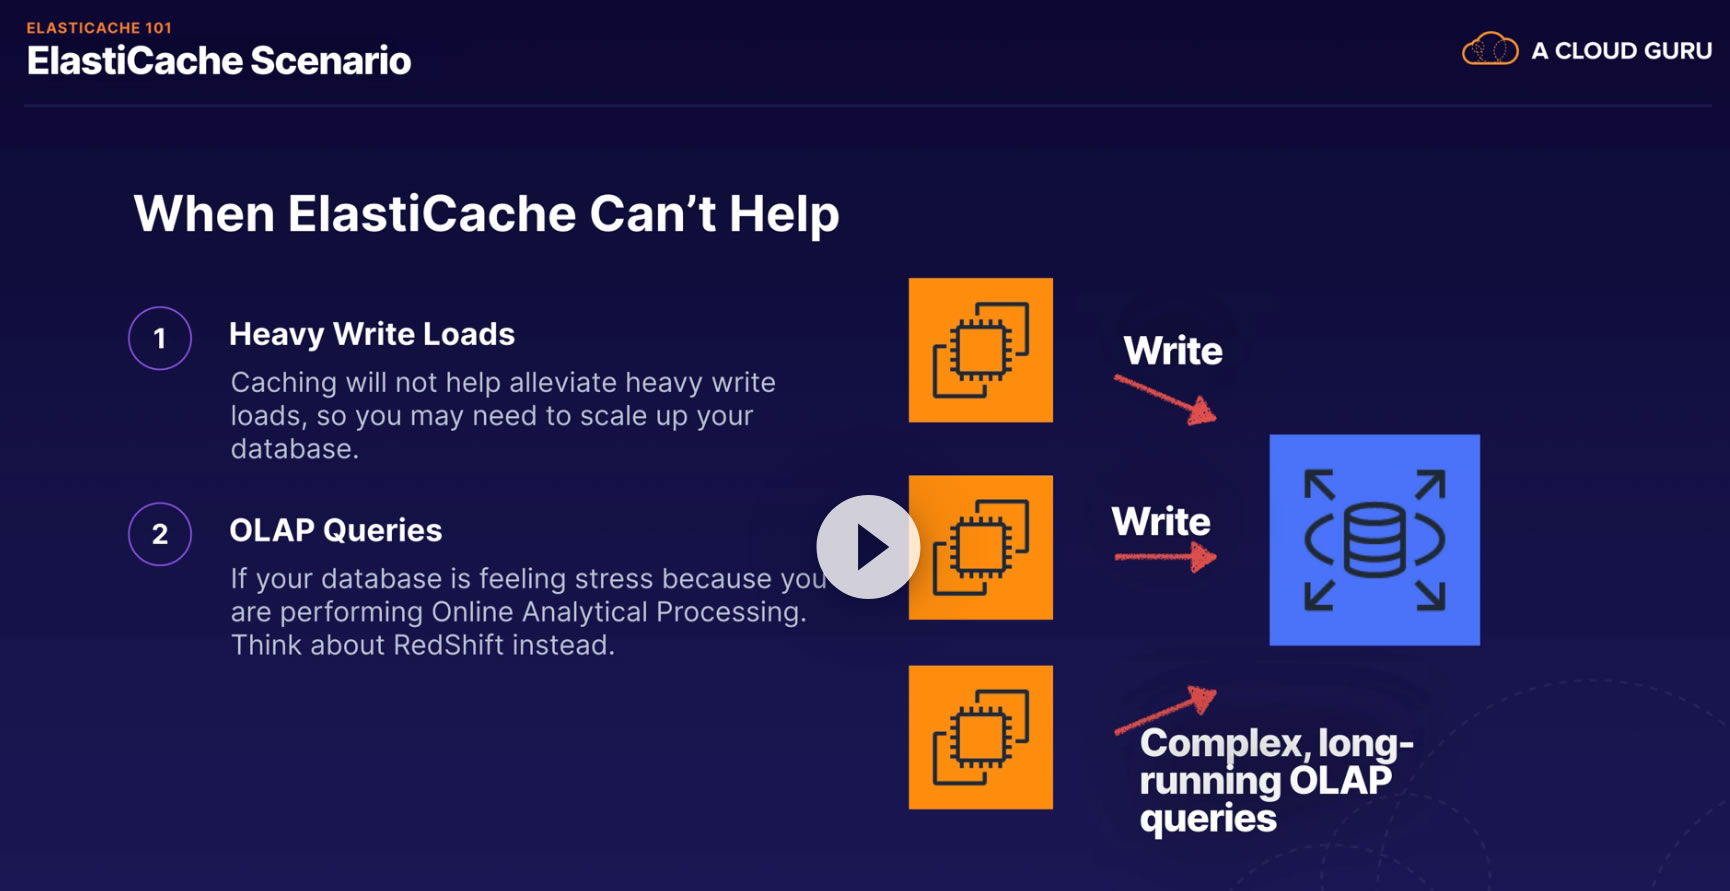 ELASTICACHE 101
ElastiCache Scenario
A CLOUD GURU
When ElastiCache Can't Help
1
Heavy Write Loads
Caching will not help alleviate heavy write
loads, so you may need to scale up your
database.
2
OLAP Queries
If your database is feeling stress because you
are performing Online Analytical Processing.
Think about RedShift instead.
Write
Write
Complex, long-
running OLAP
queries